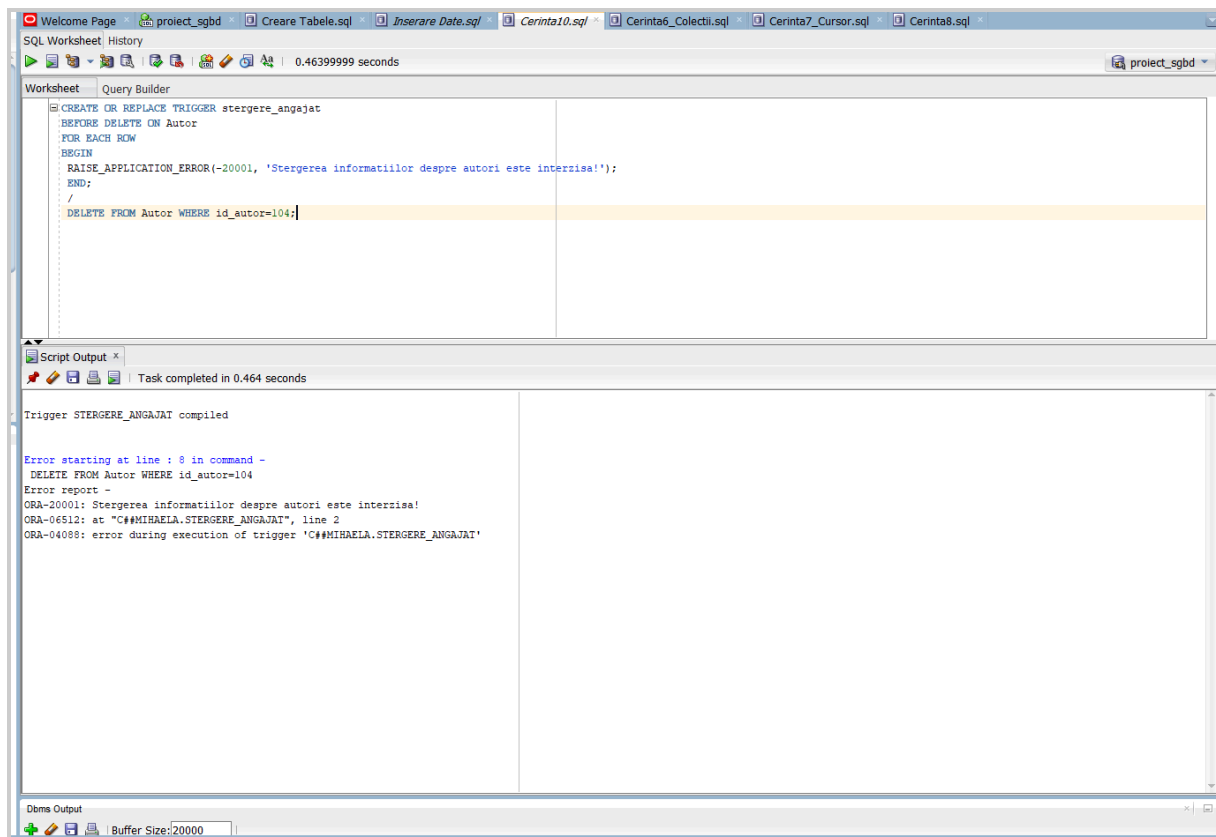 Welcome Page proiect_sgbd Creare Tabele.sql Inserare Date.sql Cerinta10.sql Cerinta6_Colectii.sql Cerinta7_Cursor.sql Cerinta8.sql
SQL Worksheet History
0.46399999 seconds
proiect_sgbd
Worksheet Query Builder
CREATE OR REPLACE TRIGGER stergere_angajat
BEFORE DELETE ON Autor
FOR EACH ROW
BEGIN
RAISE_APPLICATION_ERROR(-20001, 'Stergerea informatiilor despre autori este interzisa!');
END;
/
DELETE FROM Autor WHERE id_autor=104;
Script Output
Task completed in 0.464 seconds
Trigger STERGERE_ANGAJAT compiled
Error starting at line : 8 in command -
DELETE FROM Autor WHERE id_autor=104
Error report -
ORA-20001: Stergerea informatiilor despre autori este interzisa!
ORA-06512: at "C##MIHAELA.STERGERE_ANGAJAT", line 2
ORA-04088: error during execution of trigger 'C##MIHAELA.STERGERE_ANGAJAT'
Dbms Output
Buffer Size: 20000